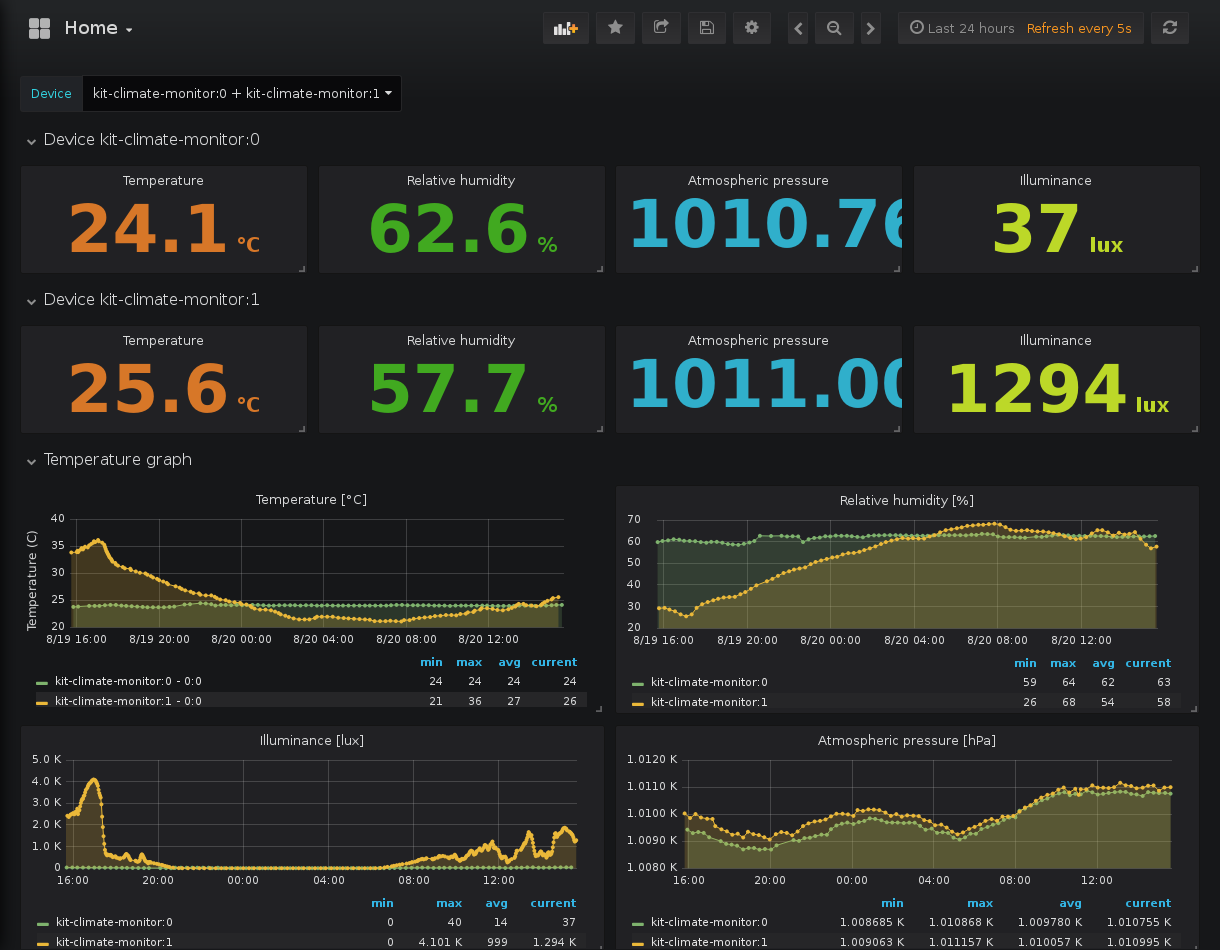 Home
Last 24 hours Refresh every 5s
Device kit-climate-monitor:0 + kit-climate-monitor:1
Device kit-climate-monitor:0
Temperature Relative humidity Atmospheric pressure Illuminance
24.1 °C 62.6 % 1010.76 37 lux
Device kit-climate-monitor:1
Temperature Relative humidity Atmospheric pressure Illuminance
25.6 °C 57.7 % 1011.00 1294 lux
Temperature graph
Temperature [°C]
Temperature (C)
40
35
30
25
20
8/19 16:00 8/19 20:00 8/20 00:00 8/20 04:00 8/20 08:00 8/20 12:00
min max avg current
kit-climate-monitor:0 - 0:0 24 24 24 24
kit-climate-monitor:1 - 0:0 21 36 27 26
Relative humidity [%]
70
60
50
40
30
20
8/19 16:00 8/19 20:00 8/20 00:00 8/20 04:00 8/20 08:00 8/20 12:00
min max avg current
kit-climate-monitor:0 59 64 62 63
kit-climate-monitor:1 26 68 54 58
Illuminance [lux]
5.0 K
4.0 K
3.0 K
2.0 K
1.0 K
0
16:00 20:00 00:00 04:00 08:00 12:00
min max avg current
kit-climate-monitor:0 0 40 14 37
kit-climate-monitor:1 0 4.101 K 999 1.294 K
Atmospheric pressure [hPa]
1.0120 K
1.0110 K
1.0100 K
1.0090 K
1.0080 K
16:00 20:00 00:00 04:00 08:00 12:00
min max avg current
kit-climate-monitor:0 1.008685 K 1.010868 K 1.009780 K 1.010755 K
kit-climate-monitor:1 1.009063 K 1.011157 K 1.010057 K 1.010995 K